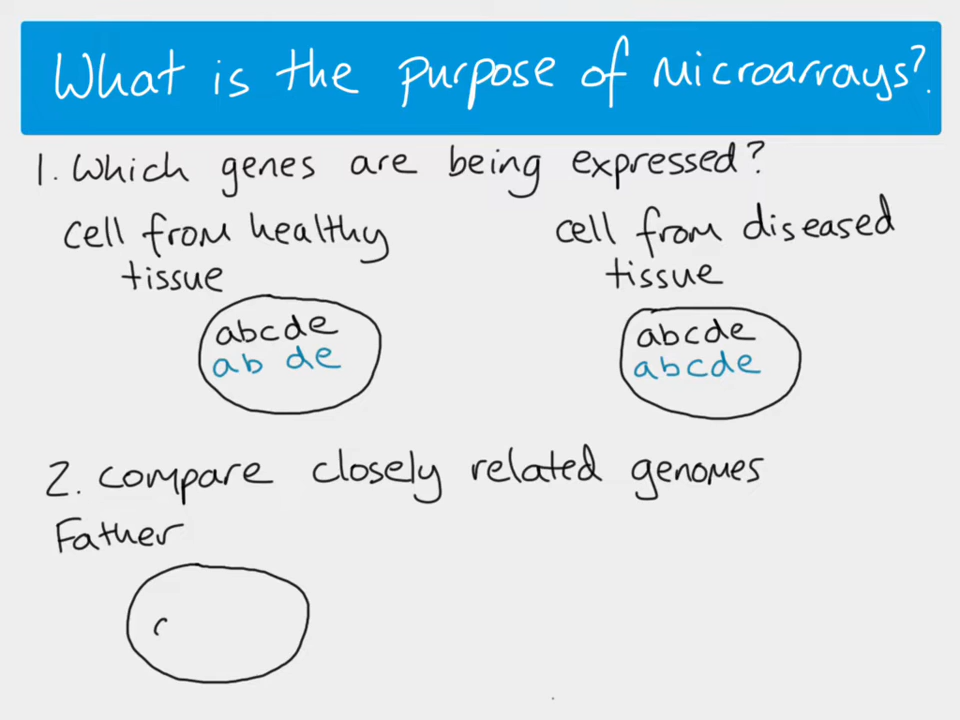 What is the purpose of microarrays?
1. Which genes are being expressed?
cell from healthy
tissue
cell from diseased
tissue
abcde
ab de
abcde
abcde
2. compare closely related genomes
Father
c